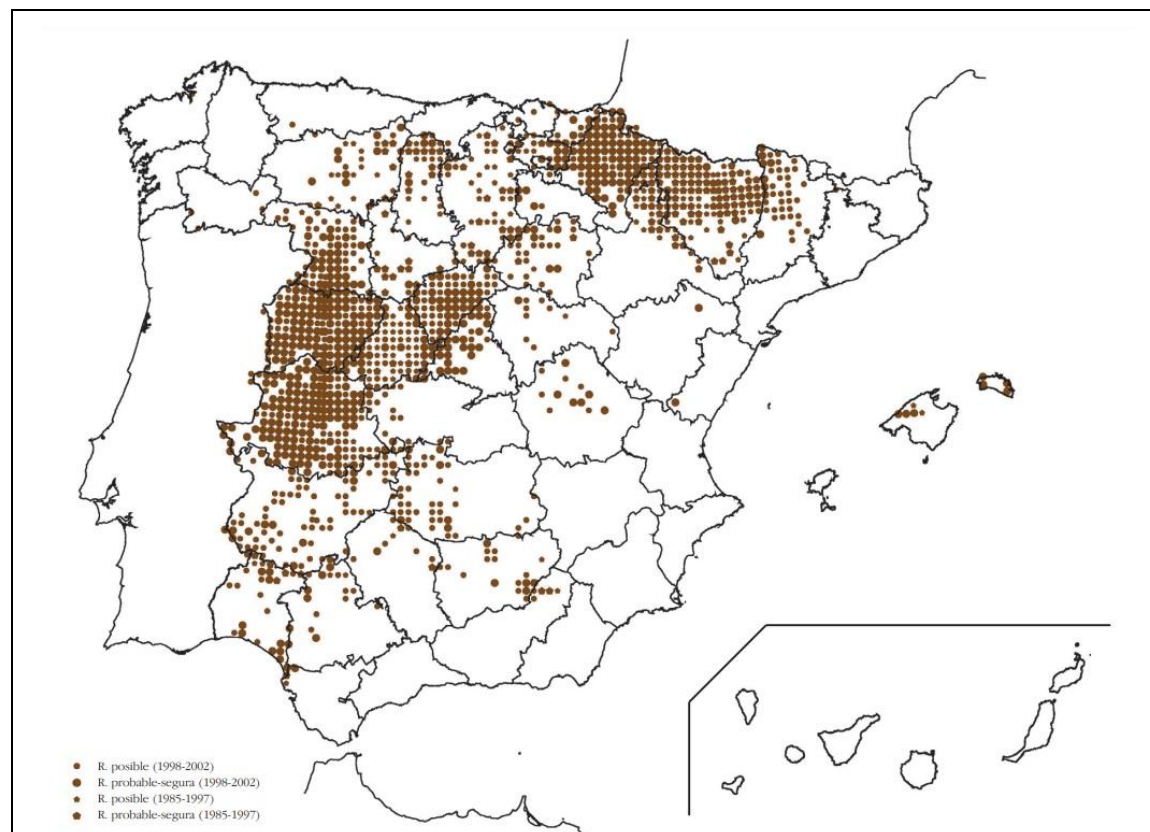 R. posible (1998-2002)
R. probable-segura (1998-2002)
R. posible (1985-1997)
R. probable-segura (1985-1997)